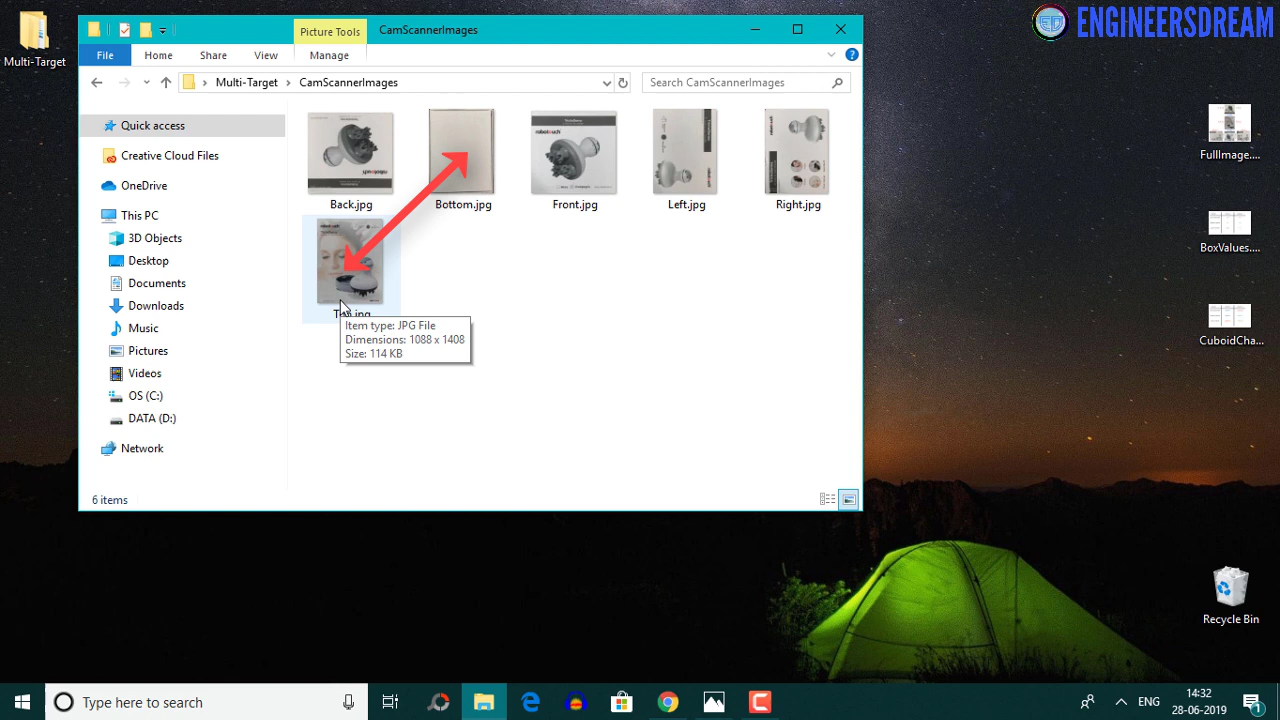 Multi-Target
Picture Tools
CamScannerImages
File
Home
Share
View
Manage
Multi-Target
CamScannerImages
Search CamScannerImages
Quick access
Creative Cloud Files
OneDrive
This PC
3D Objects
Desktop
Documents
Downloads
Music
Pictures
Videos
OS (C:)
DATA (D:)
Network
Back.jpg
Bottom.jpg
Front.jpg
Left.jpg
Right.jpg
Item type: JPG File
Dimensions: 1088 x 1408
Size: 114 KB
6 items
ED ENGINEERSDREAM
FullImage....
BoxValues....
CuboidCha...
Recycle Bin
Type here to search
ENG
14:32
28-06-2019
1